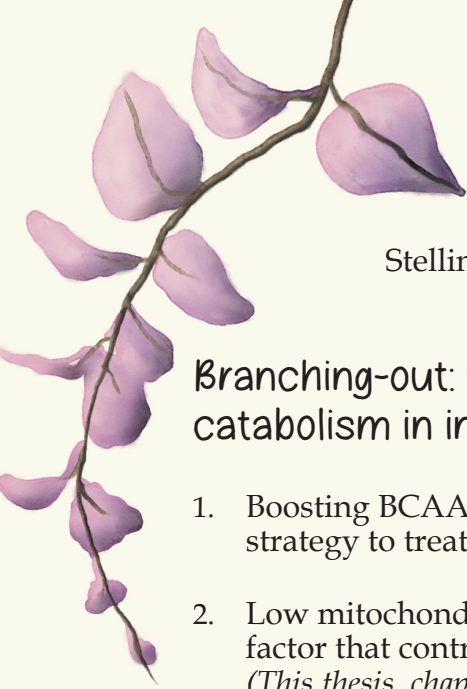 Stellin
Branching-out:
catabolism in in
1. Boosting BCAA
strategy to treat
2. Low mitochond
factor that contr
(This thesis, chap